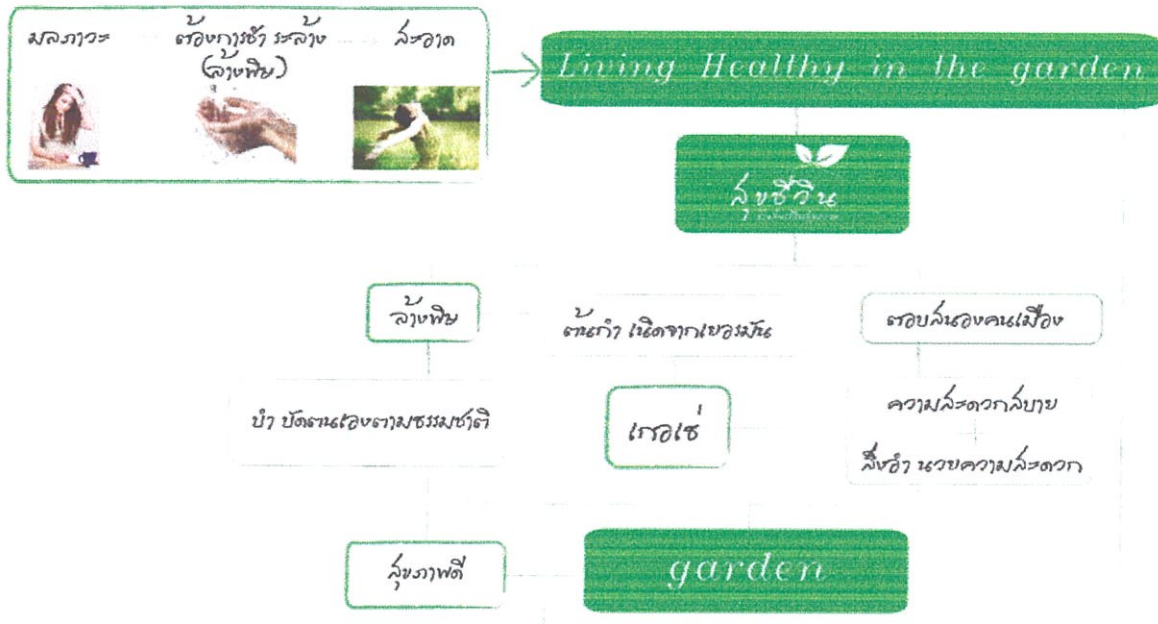 มลภาวะ
ต้องการชำ ระล้าง
(ล้างพิษ)
สะอาด
Living Healthy in the garden
สุขชีวิน
ล้างพิษ
ต้นกำ เนิดจากเยอรมัน
ตอบสนองคนเมือง
บำ บัดตนเองตามธรรมชาติ
เกอเธ่
ความสะดวกสบาย
สิ่งอำ นวยความสะดวก
สุขภาพดี
garden